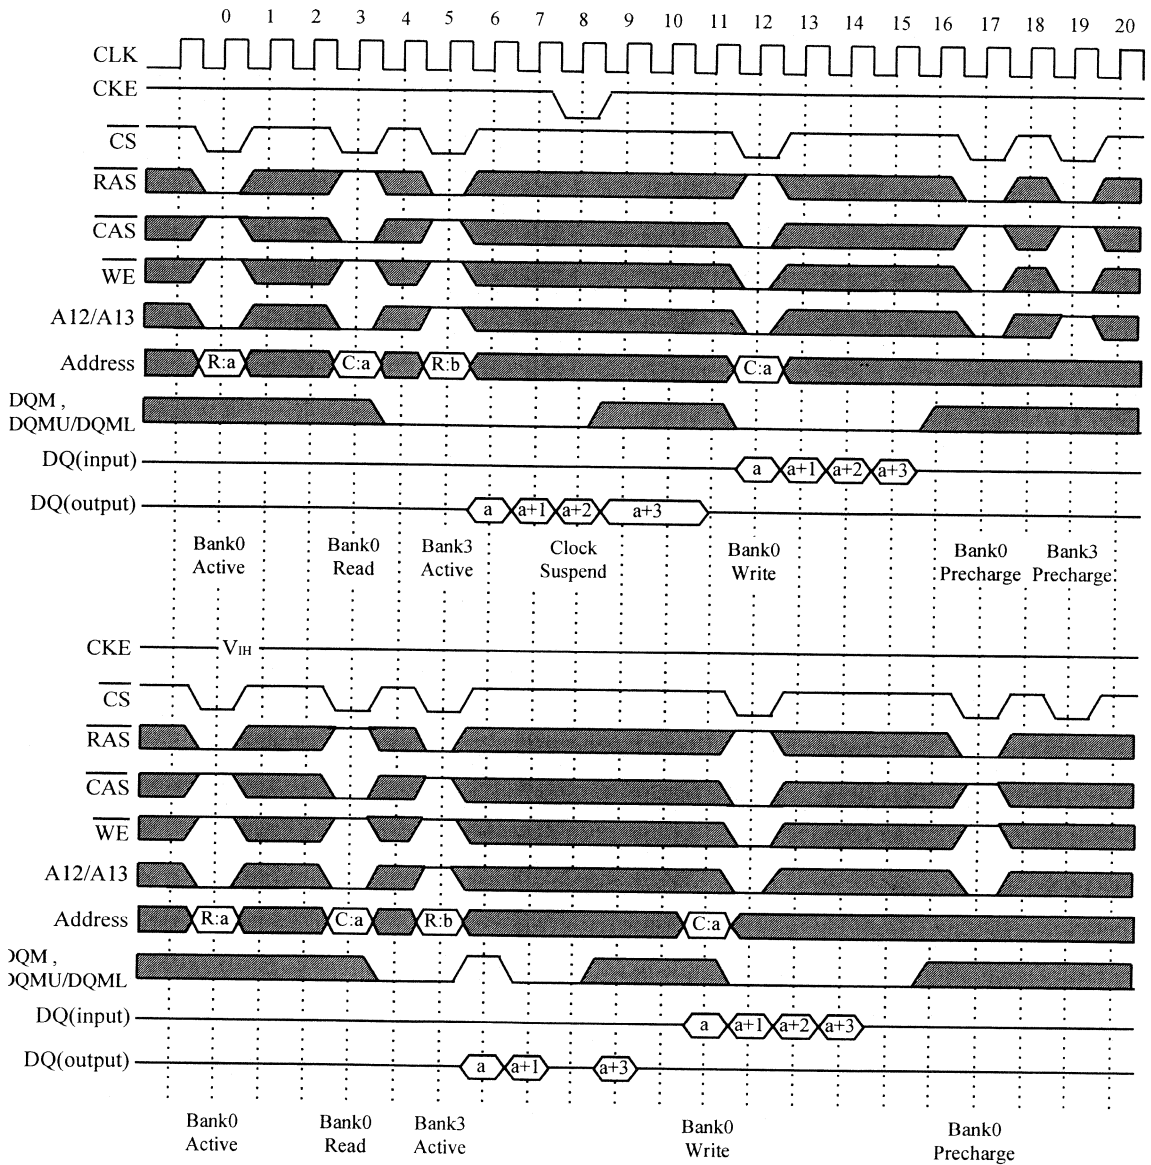 0 1 2 3 4 5 6 7 8 9 10 11 12 13 14 15 16 17 18 19 20
CLK
CKE
CS
RAS
CAS
WE
A12/A13
Address R:a C:a R:b C:a
DQM ,
DQMU/DQML
DQ(input) a a+1 a+2 a+3
DQ(output) a a+1 a+2 a+3
Bank0 Bank0 Bank3 Clock Bank0 Bank0 Bank3
Active Read Active Suspend Write Precharge Precharge
CKE VIH
CS
RAS
CAS
WE
A12/A13
Address R:a C:a R:b C:a
DQM ,
DQMU/DQML
DQ(input) a a+1 a+2 a+3
DQ(output) a a+1 a+3
Bank0 Bank0 Bank3 Bank0 Bank0
Active Read Active Write Precharge